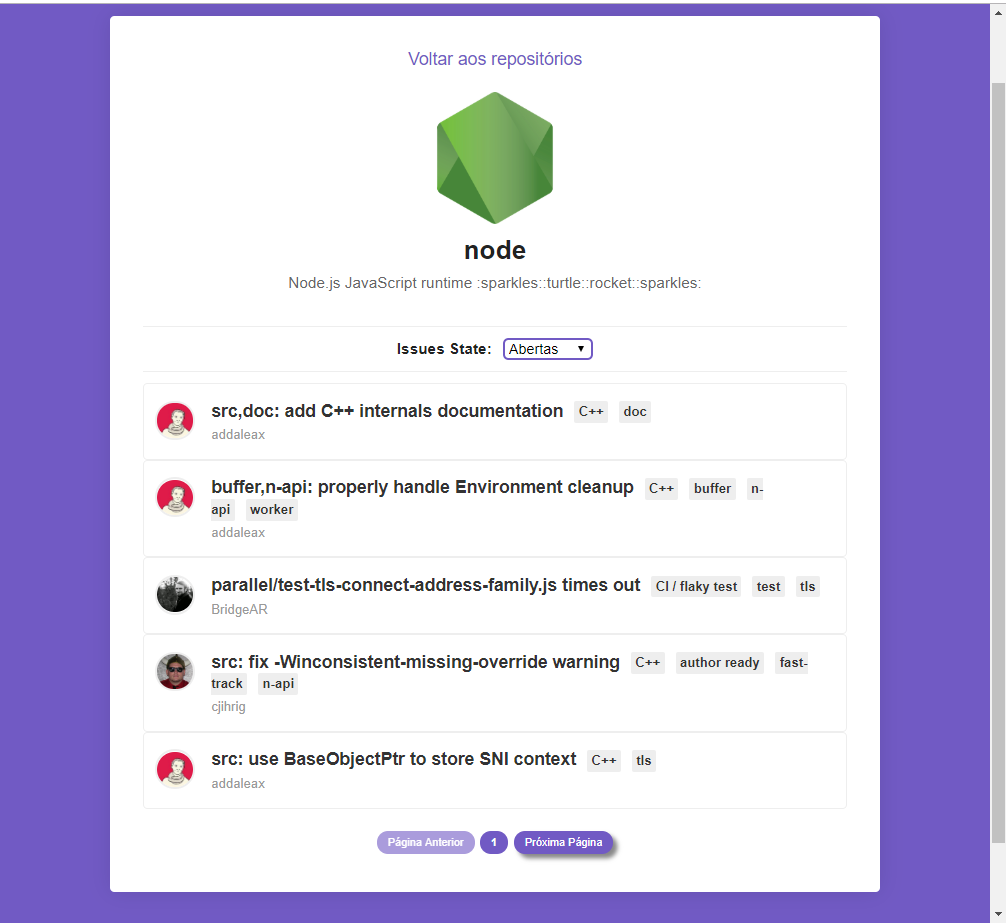 Voltar aos repositórios
node
Node.js JavaScript runtime :sparkles::turtle::rocket::sparkles:
Issues State: Abertas
src,doc: add C++ internals documentation C++ doc
addaleax
buffer,n-api: properly handle Environment cleanup C++ buffer n-
api worker
addaleax
parallel/test-tls-connect-address-family.js times out CI / flaky test test tls
BridgeAR
src: fix -Winconsistent-missing-override warning C++ author ready fast-
track n-api
cjihrig
src: use BaseObjectPtr to store SNI context C++ tls
addaleax
Página Anterior 1 Próxima Página